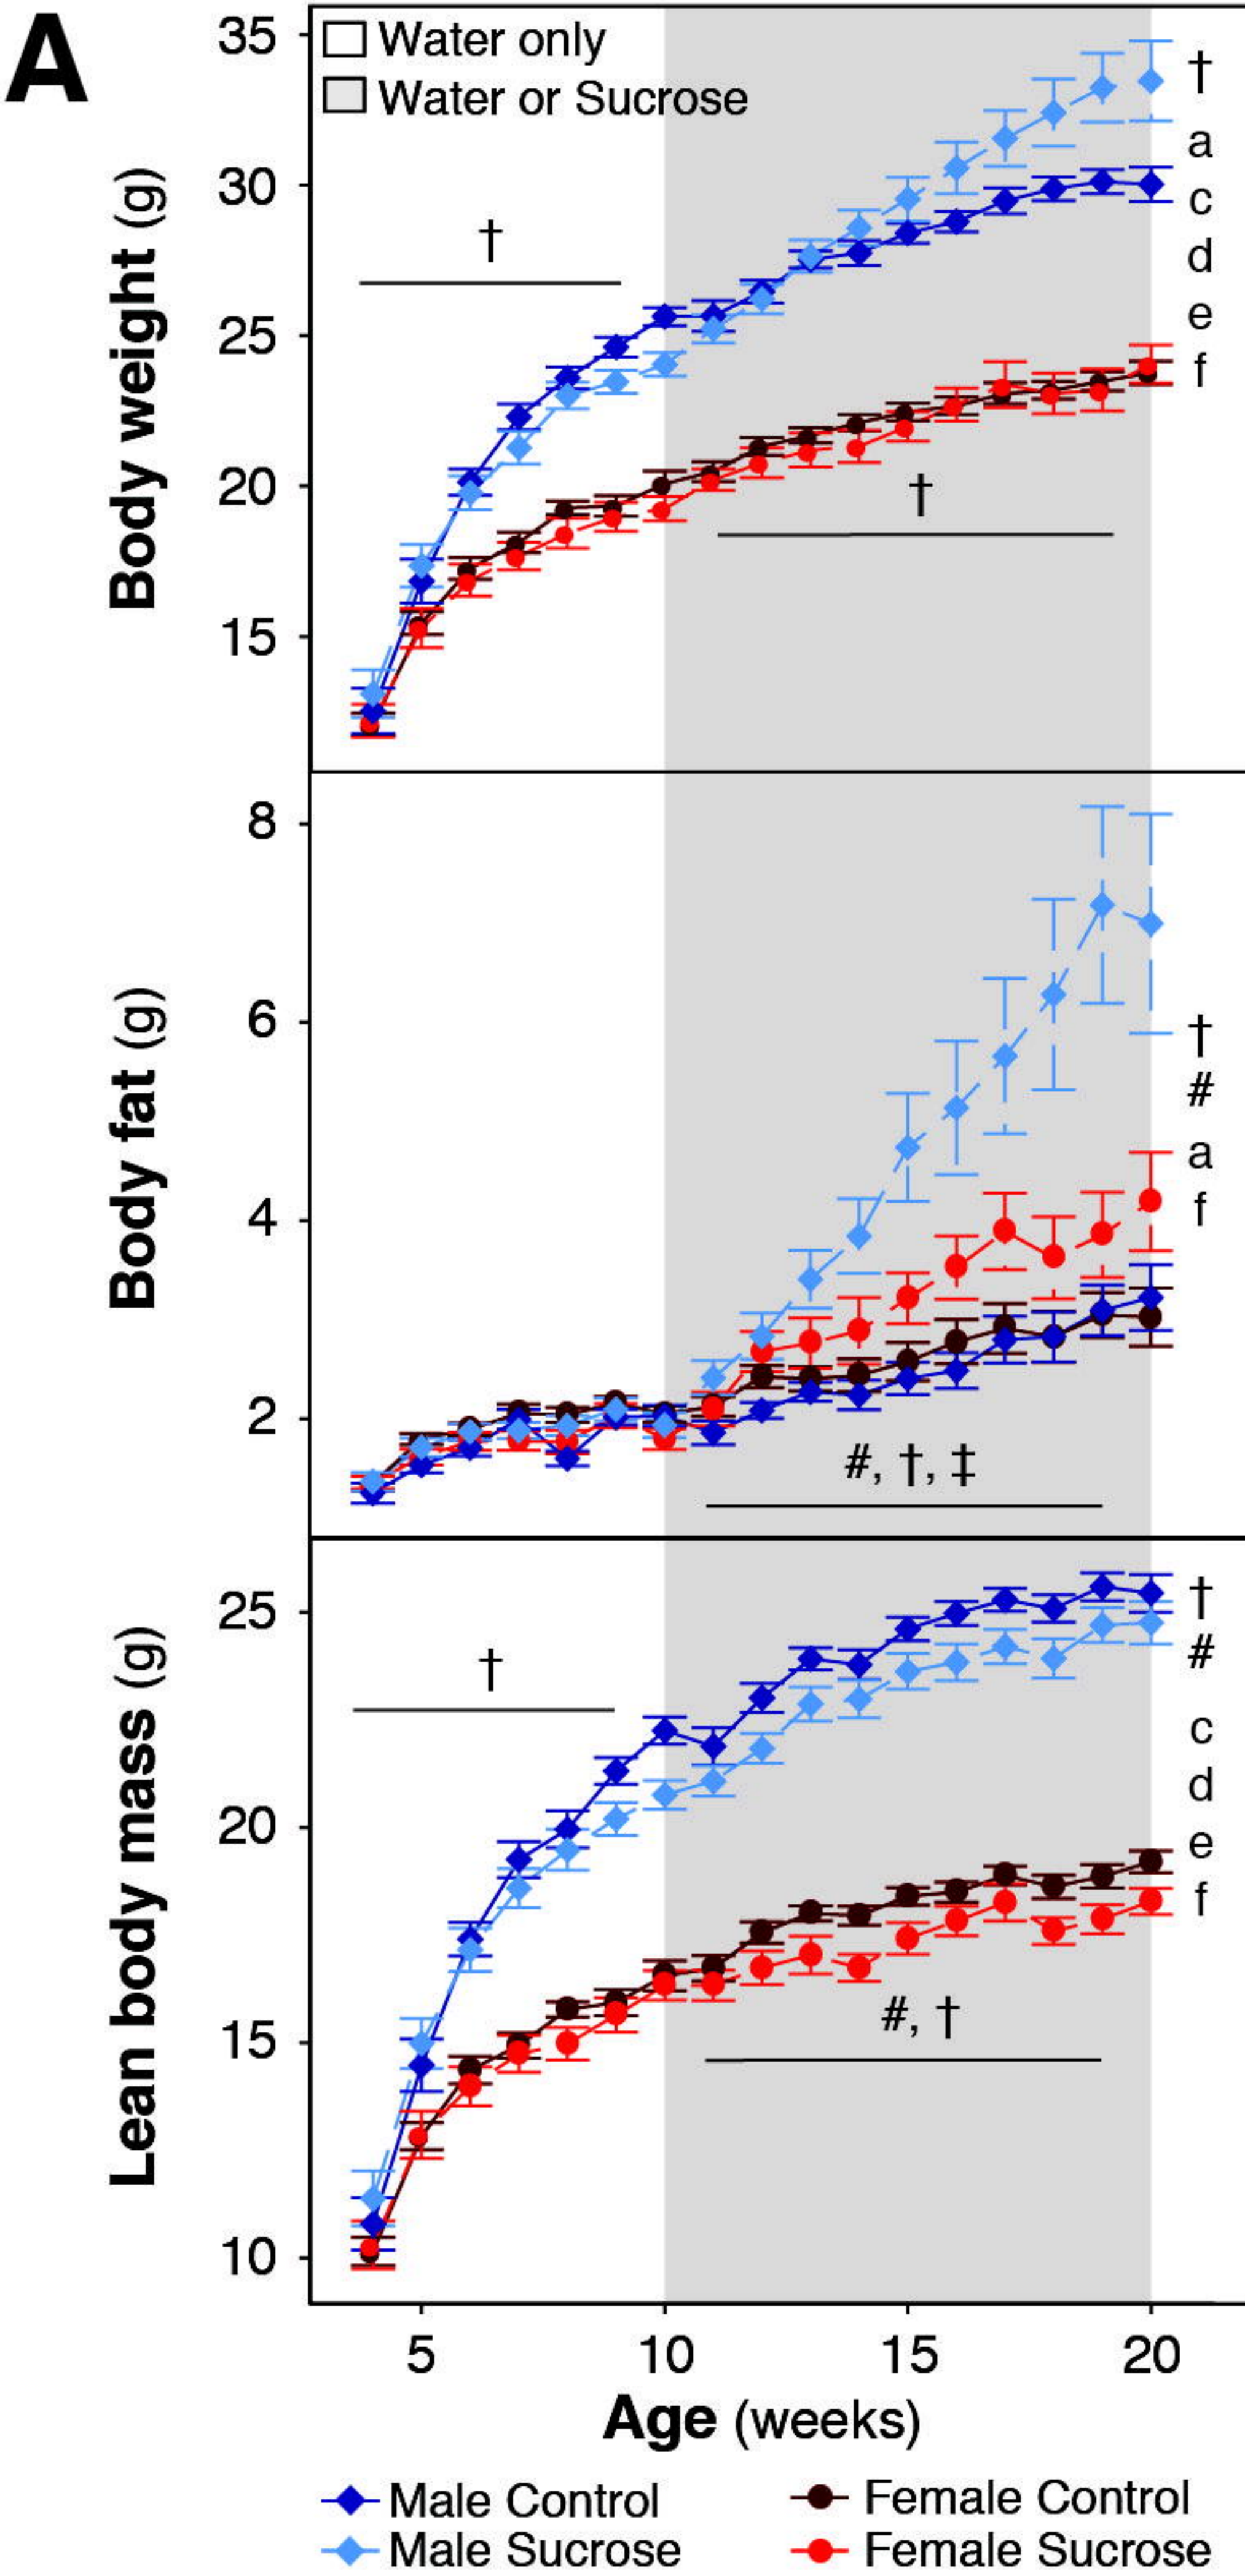 A
Water only
Water or Sucrose
Body weight (g)
35
30
25
20
15
†
†
†
a
c
d
e
f
Body fat (g)
8
6
4
2
#, †, ‡
†
#
a
f
Lean body mass (g)
25
20
15
10
†
#, †
†
#
c
d
e
f
5 10 15 20
Age (weeks)
Male Control Female Control
Male Sucrose Female Sucrose